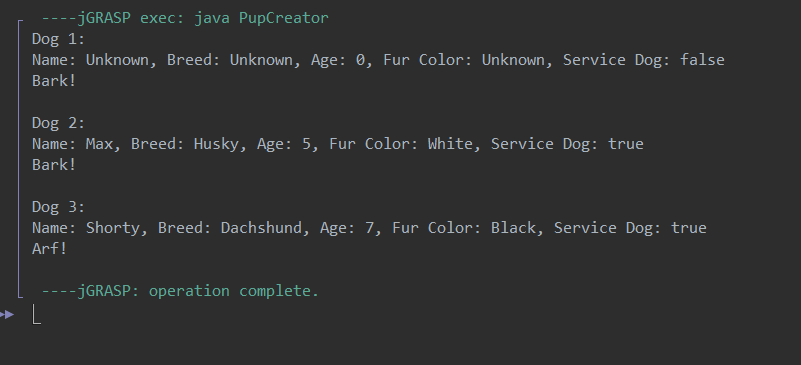 ----jGRASP exec: java PupCreator
Dog 1:
Name: Unknown, Breed: Unknown, Age: 0, Fur Color: Unknown, Service Dog: false
Bark!
Dog 2:
Name: Max, Breed: Husky, Age: 5, Fur Color: White, Service Dog: true
Bark!
Dog 3:
Name: Shorty, Breed: Dachshund, Age: 7, Fur Color: Black, Service Dog: true
Arf!
----jGRASP: operation complete.